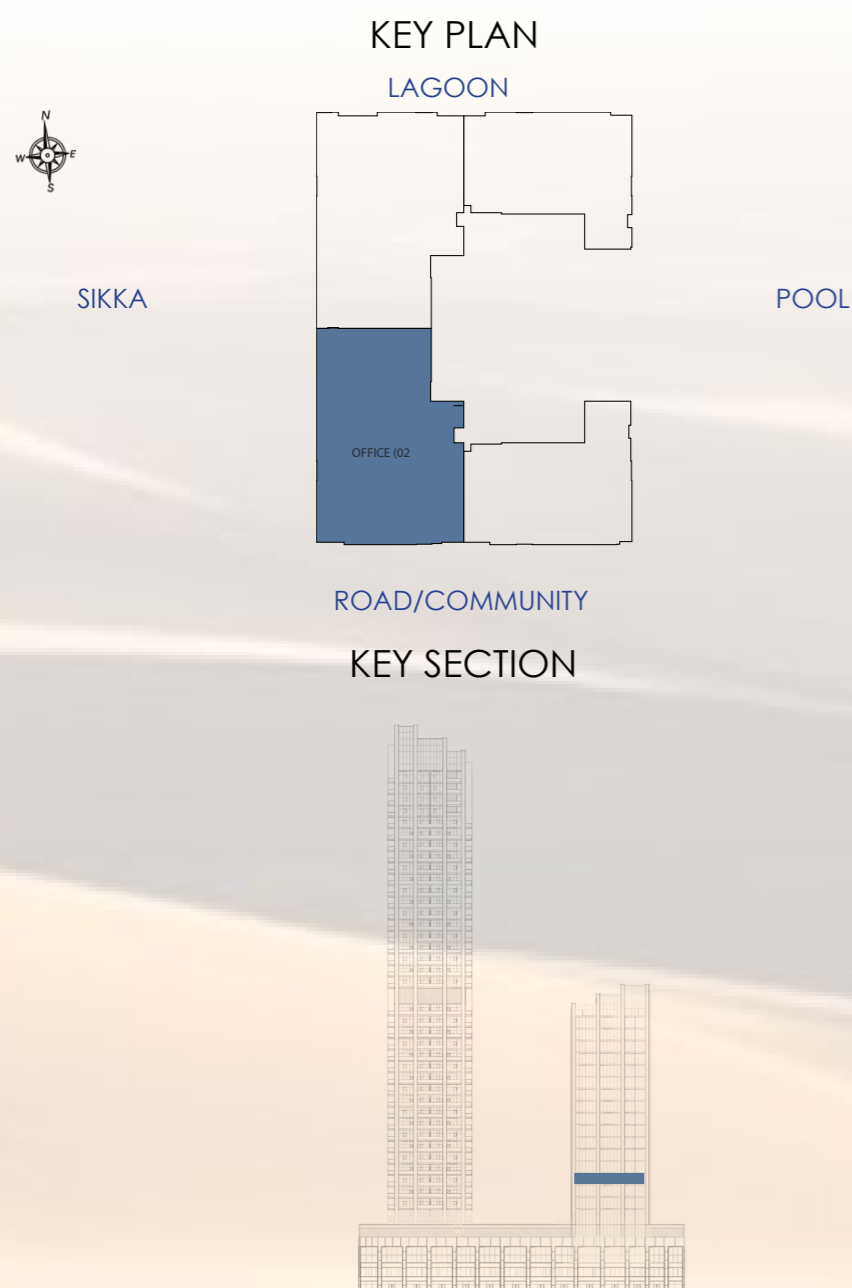 KEY PLAN
LAGOON
N
W E
S
SIKKA
POOL
OFFICE (02
ROAD/COMMUNITY
KEY SECTION